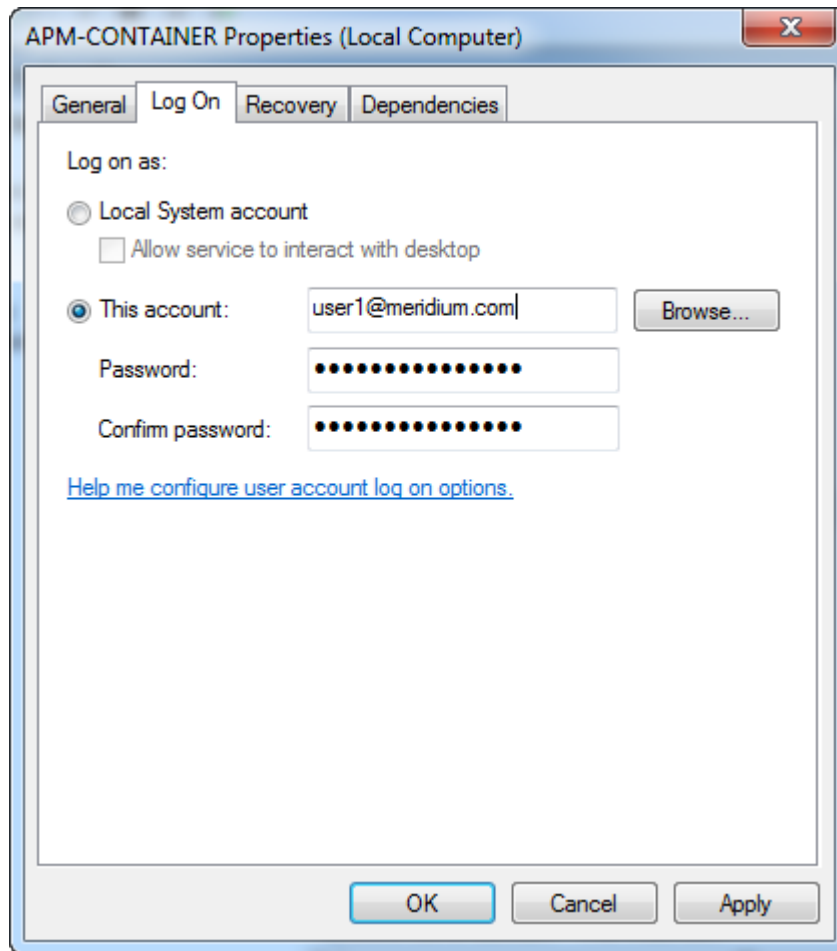 APM-CONTAINER Properties (Local Computer)
General Log On Recovery Dependencies
Log on as:
Local System account
Allow service to interact with desktop
This account: user1@meridium.com Browse...
Password: •••••••••••••••
Confirm password: •••••••••••••••
Help me configure user account log on options.
OK Cancel Apply